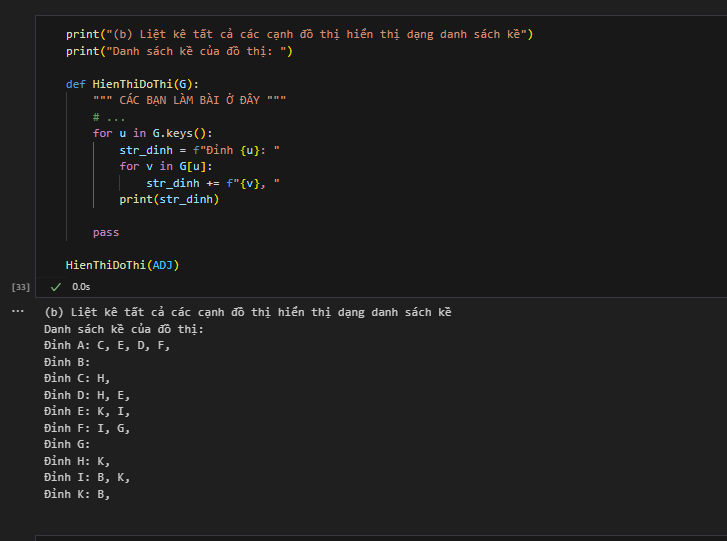 print("(b) Liệt kê tất cả các cạnh đồ thị hiển thị dạng danh sách kề")
print("Danh sách kề của đồ thị: ")
def HienThiDoThi(G):
""" CÁC BẠN LÀM BÀI Ở ĐÂY """
# ...
for u in G.keys():
str_dinh = f"Đỉnh {u}: "
for v in G[u]:
str_dinh += f"{v}, "
print(str_dinh)
pass
HienThiDoThi(ADJ)
[33] ✓ 0.0s
... (b) Liệt kê tất cả các cạnh đồ thị hiển thị dạng danh sách kề
Danh sách kề của đồ thị:
Đỉnh A: C, E, D, F,
Đỉnh B:
Đỉnh C: H,
Đỉnh D: H, E,
Đỉnh E: K, I,
Đỉnh F: I, G,
Đỉnh G:
Đỉnh H: K,
Đỉnh I: B, K,
Đỉnh K: B,